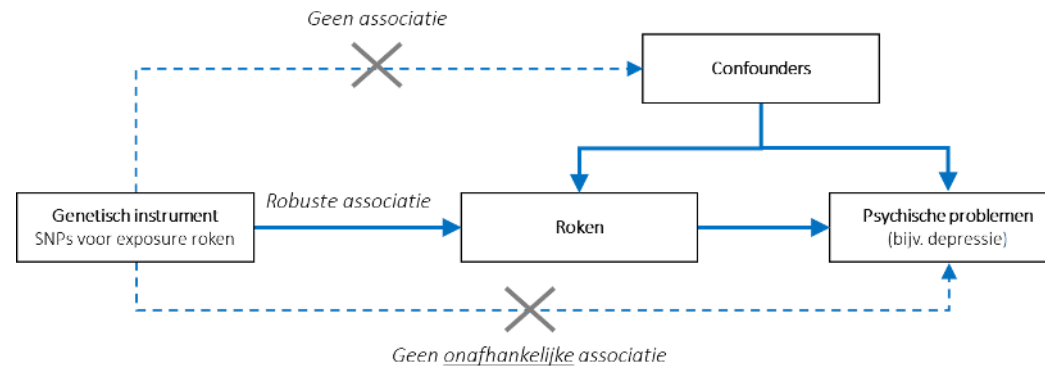 Geen associatie
Confounders
Robuste associatie
Genetisch instrument
SNPs voor exposure roken
Roken
Psychische problemen
(bijv. depressie)
Geen onafhankelijke associatie